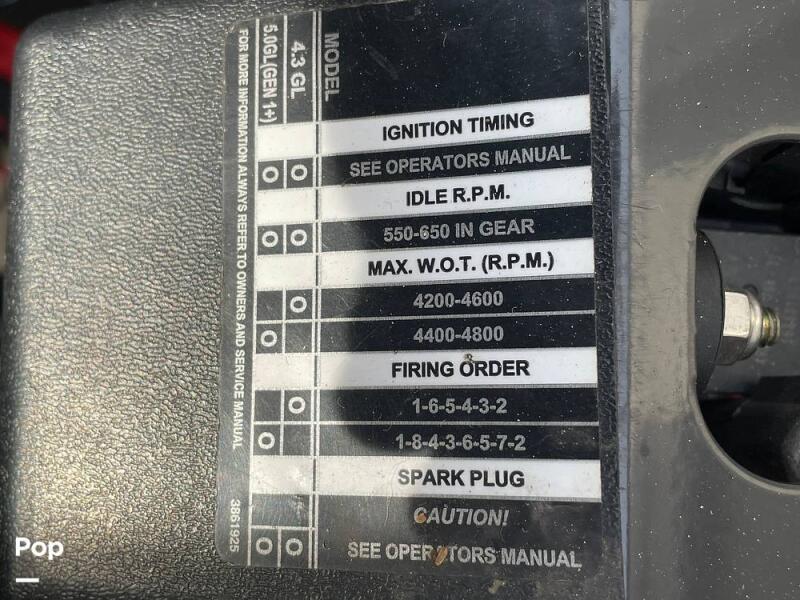 MODEL
4.3 GL
5.0GL(GEN 1+)
FOR MORE INFORMATION ALWAYS REFER TO OWNERS AND SERVICE MANUAL
3861925
IGNITION TIMING
O O SEE OPERATORS MANUAL
IDLE R.P.M.
O O 550-650 IN GEAR
MAX. W.O.T. (R.P.M.)
O 4200-4600
O 4400-4800
FIRING ORDER
O 1-6-5-4-3-2
O 1-8-4-3-6-5-7-2
SPARK PLUG
CAUTION!
O O SEE OPERATORS MANUAL
Pop